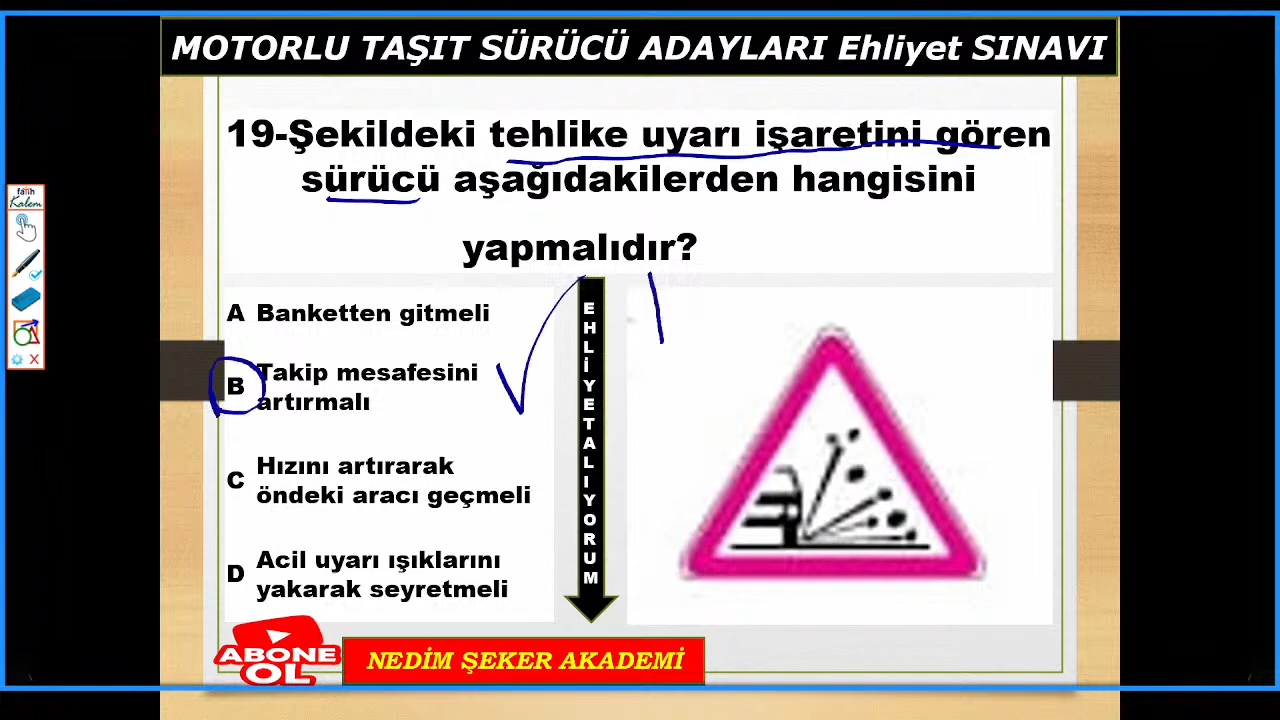 MOTORLU TAŞIT SÜRÜCÜ ADAYLARI Ehliyet SINAVI
19-Şekildeki tehlike uyarı işaretini gören
sürücü aşağıdakilerden hangisini
yapmalıdır?
A Banketten gitmeli
B Takip mesafesini
artırmalı
C Hızını artırarak
öndeki aracı geçmeli
D Acil uyarı ışıklarını
yakarak seyretmeli
EHLİYETALIYORUM
fatih
Kalem
ABONE
OL
NEDİM ŞEKER AKADEMİ